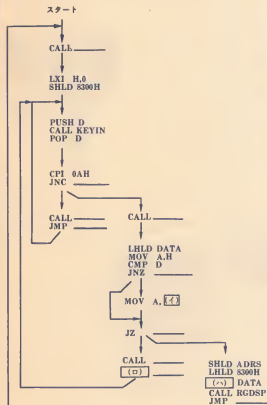 スタート
CALL
LXI H,0
SHLD 8300H
PUSH D
CALL KEYIN
POP D
CPI 0AH
JNC
CALL
JMP
CALL
LHLD DATA
MOV A,H
CMP D
JNZ
MOV A, (イ)
JZ
CALL
(ロ)
SHLD ADRS
LHLD 8300H
(ハ) DATA
CALL RGDSP
JMP